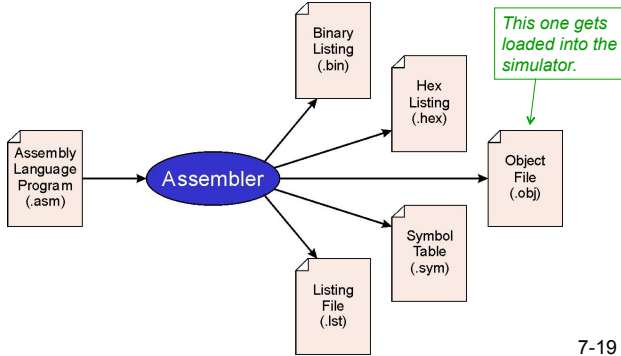 Binary
Listing
(.bin)
This one gets
loaded into the
simulator.
Hex
Listing
(.hex)
Assembly
Language
Program
(.asm)
Assembler
Object
File
(.obj)
Symbol
Table
(.sym)
Listing
File
(.lst)
7-19